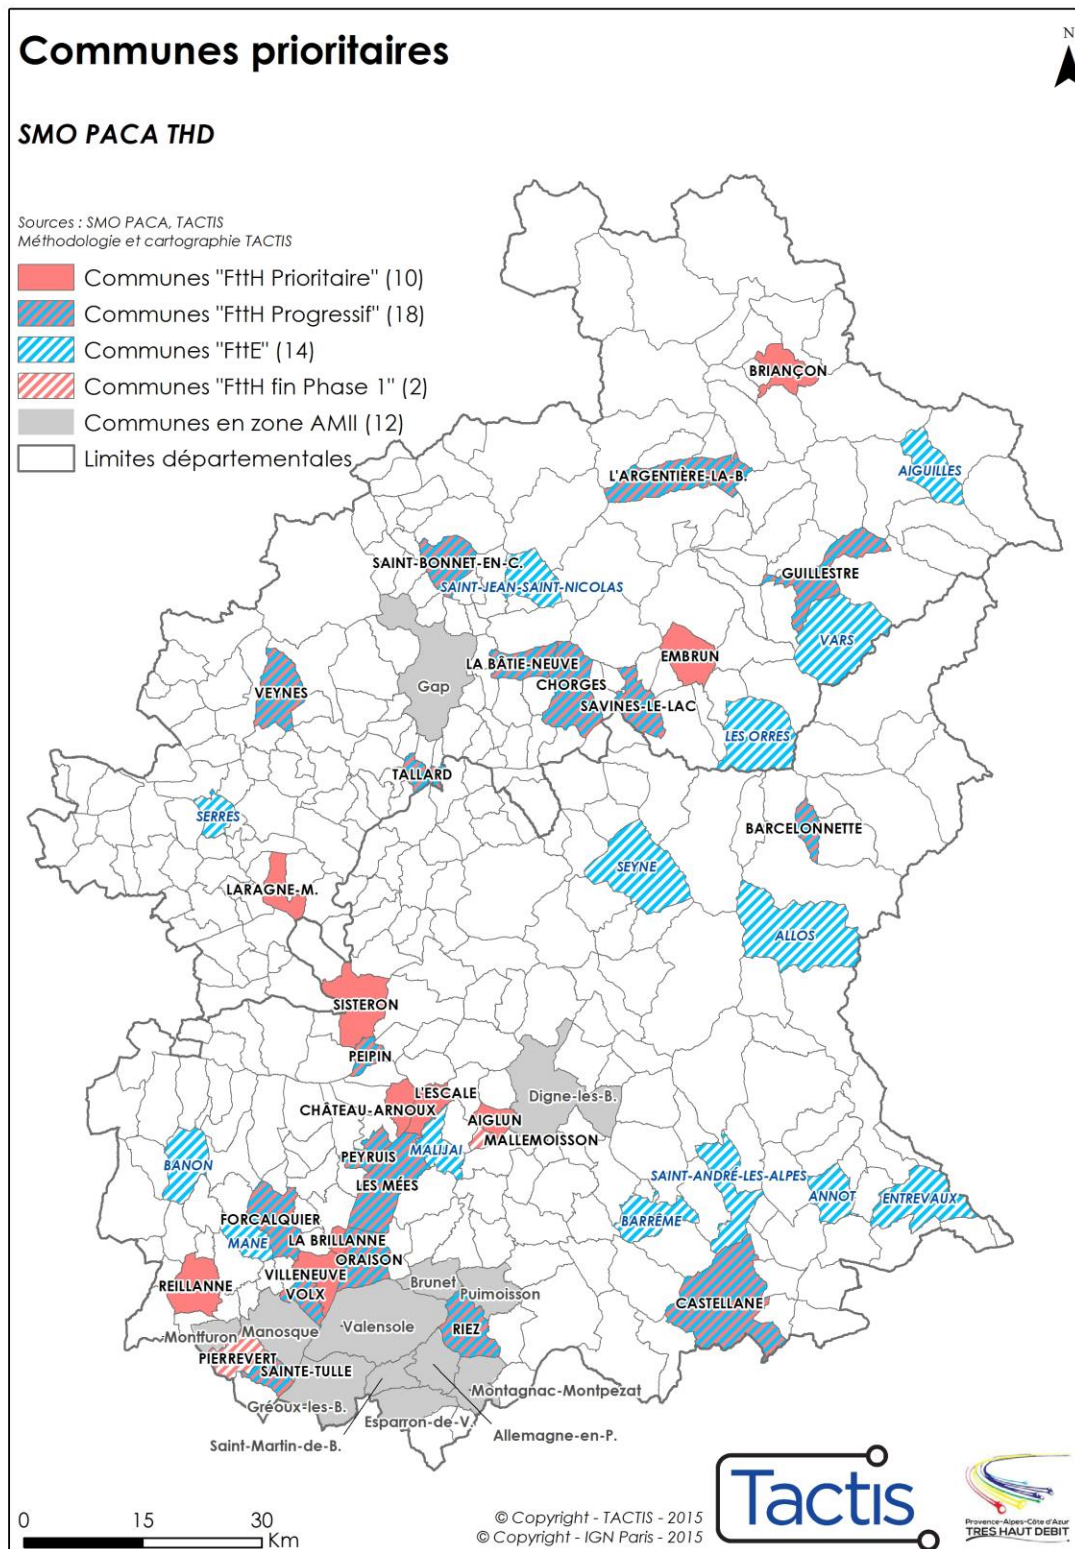 Communes prioritaires
N
SMO PACA THD
Sources : SMO PACA, TACTIS
Méthodologie et cartographie TACTIS
Communes "FttH Prioritaire" (10)
Communes "FttH Progressif" (18)
Communes "FttE" (14)
Communes "FttH fin Phase 1" (2)
Communes en zone AMII (12)
Limites départementales
BRIANÇON
AIGUILLES
L'ARGENTIÈRE-LA-B.
SAINT-BONNET-EN-C.
SAINT-JEAN-SAINT-NICOLAS
GUILLESTRE
VARS
EMBRUN
LA BÂTIE-NEUVE
CHORGES
SAVINES-LE-LAC
Gap
VEYNES
LES ORRES
TALLARD
SERRES
BARCELONNETTE
SEYNE
LARAGNE-M.
ALLOS
SISTERON
PEIPIN
L'ESCALE
CHÂTEAU-ARNOUX
Digne-les-B.
AIGLUN
MALLEMOISSON
MALIJAI
PEYRUIS
BANON
LES MÉES
SAINT-ANDRÉ-LES-ALPES
ANNOT
ENTREVAUX
BARRÊME
FORCALQUIER
MANE
LA BRILLANNE
ORAISON
REILLANNE
VILLENEUVE
VOLX
Brunet
Puimoisson
CASTELLANE
Valensole
RIEZ
Montfuron
Manosque
PIERREVERT
SAINTE-TULLE
Montagnac-Montpezat
Gréoux-les-B.
Esparron-de-V.
Allemagne-en-P.
Saint-Martin-de-B.
0 15 30
Km
© Copyright - TACTIS - 2015
© Copyright - IGN Paris - 2015
Tactis
Provence-Alpes-Côte d'Azur
TRES HAUT DEBIT